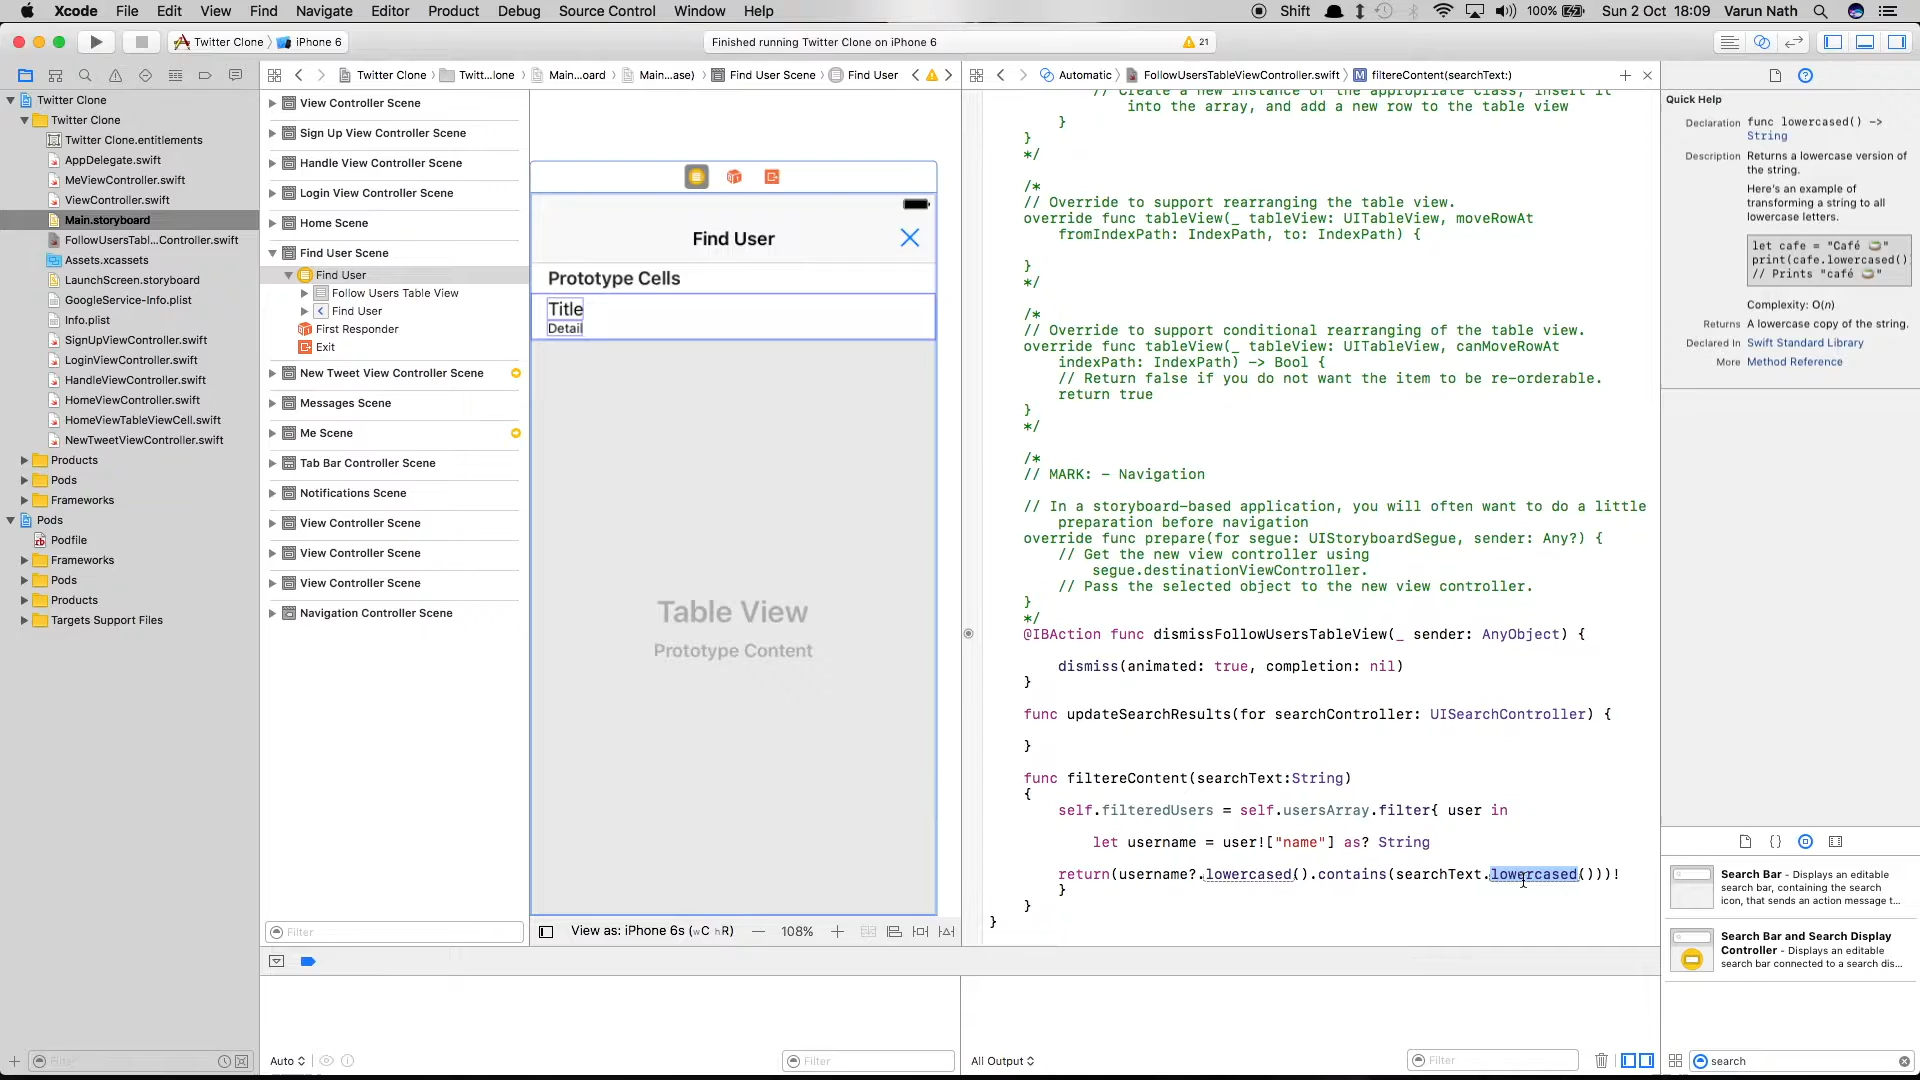 Xcode File Edit View Find Navigate Editor Product Debug Source Control Window Help
Shift 100% Sun 2 Oct 18:09 Varun Nath
Twitter Clone iPhone 6
Finished running Twitter Clone on iPhone 6
21
Twitter Clone
Twitter Clone
Twitter Clone.entitlements
AppDelegate.swift
MeViewController.swift
ViewController.swift
Main.storyboard
FollowUsersTabl...Controller.swift
Assets.xcassets
LaunchScreen.storyboard
GoogleService-Info.plist
Info.plist
SignUpViewController.swift
LoginViewController.swift
HandleViewController.swift
HomeViewController.swift
HomeViewTableViewCell.swift
NewTweetViewController.swift
Products
Pods
Frameworks
Pods
Podfile
Frameworks
Pods
Products
Targets Support Files
Filter
Twitter Clone Twitt...lone Main...oard Main...ase) Find User Scene Find User
View Controller Scene
Sign Up View Controller Scene
Handle View Controller Scene
Login View Controller Scene
Home Scene
Find User Scene
Find User
Follow Users Table View
Find User
First Responder
Exit
New Tweet View Controller Scene
Messages Scene
Me Scene
Tab Bar Controller Scene
Notifications Scene
View Controller Scene
View Controller Scene
View Controller Scene
Navigation Controller Scene
Filter
Find User
Prototype Cells
Title
Detail
Table View
Prototype Content
View as: iPhone 6s (wC hR) — 108% +
Auto
Filter
Automatic FollowUsersTableViewController.swift M filtereContent(searchText:)
// Create a new instance of the appropriate class, insert it
into the array, and add a new row to the table view
}
}
*/
/*
// Override to support rearranging the table view.
override func tableView(_ tableView: UITableView, moveRowAt
fromIndexPath: IndexPath, to: IndexPath) {
}
*/
/*
// Override to support conditional rearranging of the table view.
override func tableView(_ tableView: UITableView, canMoveRowAt
indexPath: IndexPath) -> Bool {
// Return false if you do not want the item to be re-orderable.
return true
}
*/
/*
// MARK: - Navigation
// In a storyboard-based application, you will often want to do a little
preparation before navigation
override func prepare(for segue: UIStoryboardSegue, sender: Any?) {
// Get the new view controller using
segue.destinationViewController.
// Pass the selected object to the new view controller.
}
*/
@IBAction func dismissFollowUsersTableView(_ sender: AnyObject) {
dismiss(animated: true, completion: nil)
}
func updateSearchResults(for searchController: UISearchController) {
}
func filtereContent(searchText:String)
{
self.filteredUsers = self.usersArray.filter{ user in
let username = user!["name"] as? String
return(username?.lowercased().contains(searchText.lowercased()))!
}
}
}
All Output
Filter
Quick Help
Declaration func lowercased() ->
String
Description Returns a lowercase version of
the string.
Here's an example of
transforming a string to all
lowercase letters.
let cafe = "Café ☕"
print(cafe.lowercased()
// Prints "café ☕"
Complexity: O(n)
Returns A lowercase copy of the string.
Declared In Swift Standard Library
More Method Reference
Search Bar - Displays an editable
search bar, containing the search
icon, that sends an action message t...
Search Bar and Search Display
Controller - Displays an editable
search bar connected to a search dis...
search